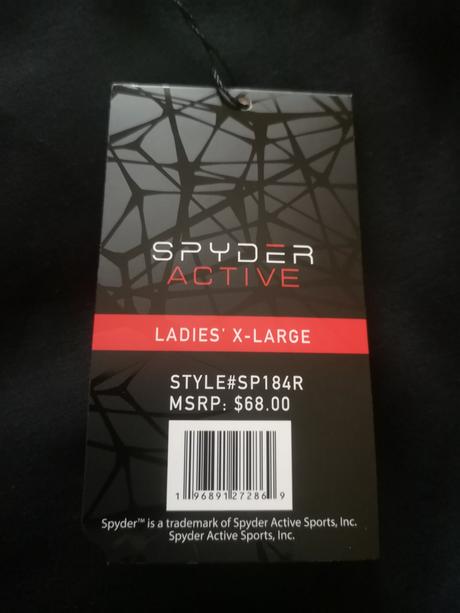 SPYDER
ACTIVE
LADIES' X-LARGE
STYLE#SP184R
MSRP: $68.00
1 96891 27286 9
Spyder™ is a trademark of Spyder Active Sports, Inc.
Spyder Active Sports, Inc.